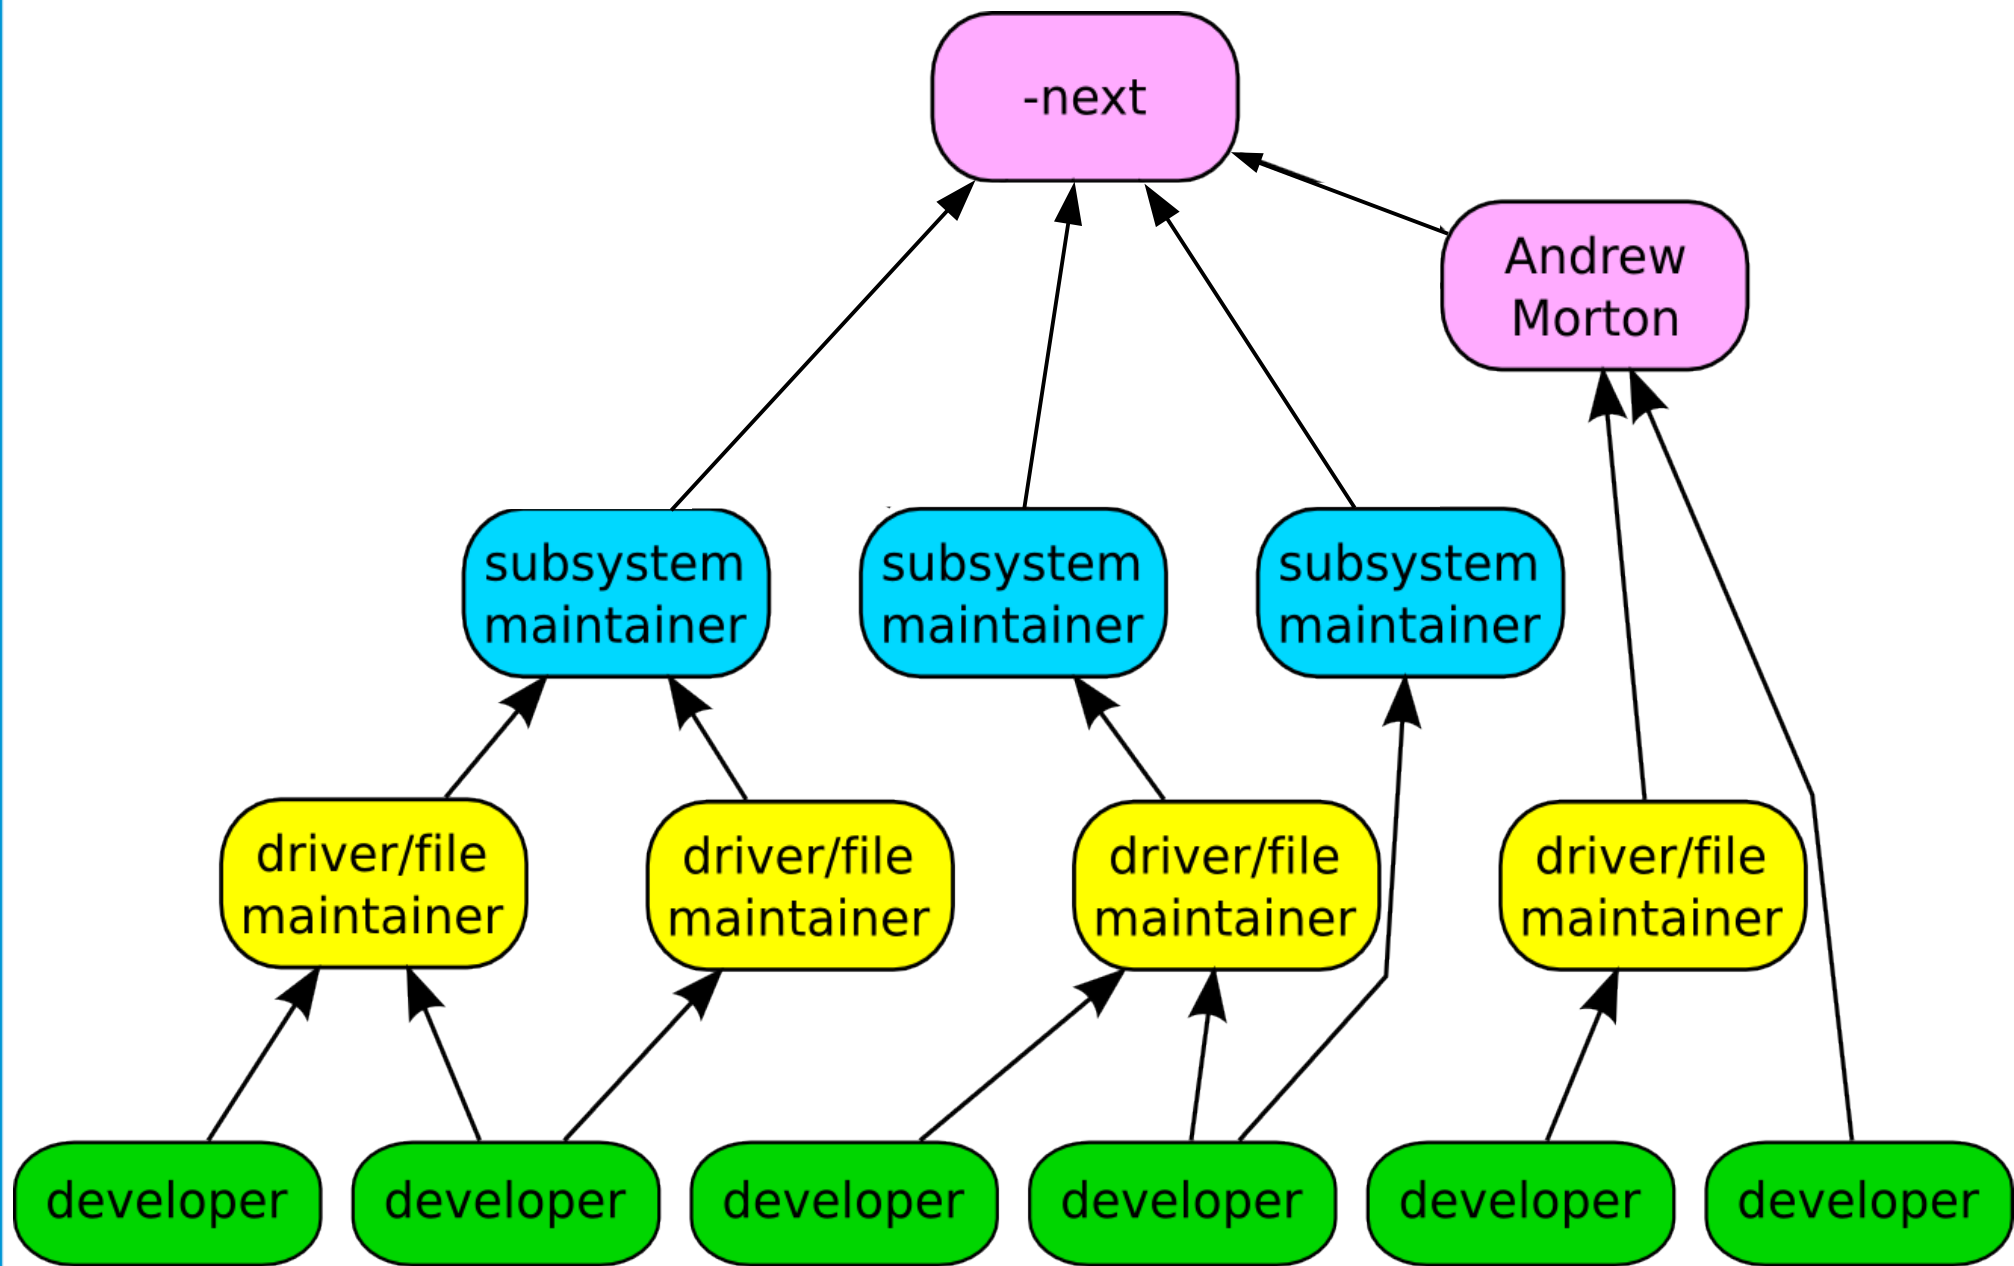 -next
Andrew
Morton
subsystem
maintainer
subsystem
maintainer
subsystem
maintainer
driver/file
maintainer
driver/file
maintainer
driver/file
maintainer
driver/file
maintainer
developer
developer
developer
developer
developer
developer